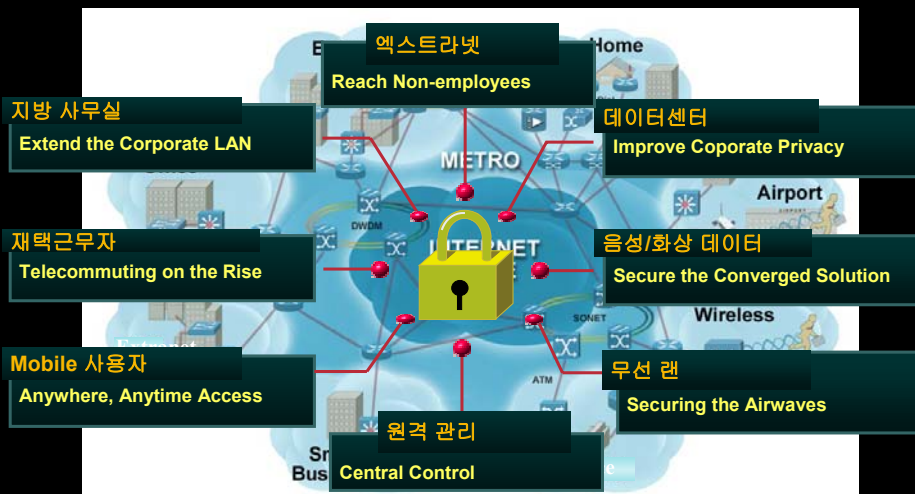 엑스트라넷
Reach Non-employees
Home
지방 사무실
Extend the Corporate LAN
데이터센터
Improve Coporate Privacy
METRO
Airport
DWDM
INTERNET
재택근무자
Telecommuting on the Rise
음성/화상 데이터
Secure the Converged Solution
SONET
Wireless
Extranet
Mobile 사용자
Anywhere, Anytime Access
무선 랜
Securing the Airwaves
ATM
원격 관리
Central Control